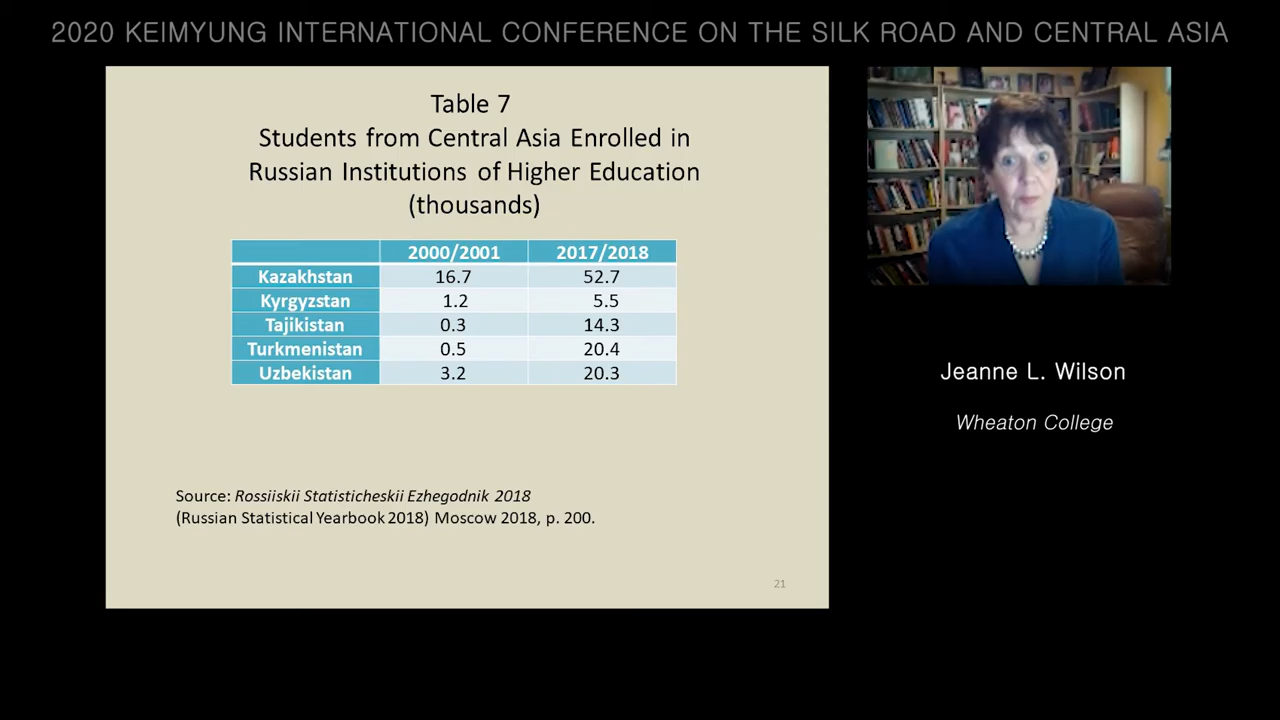 2020 KEIMYUNG INTERNATIONAL CONFERENCE ON THE SILK ROAD AND CENTRAL ASIA
Table 7
Students from Central Asia Enrolled in
Russian Institutions of Higher Education
(thousands)
2000/2001 2017/2018
Kazakhstan 16.7 52.7
Kyrgyzstan 1.2 5.5
Tajikistan 0.3 14.3
Turkmenistan 0.5 20.4
Uzbekistan 3.2 20.3
Source: Rossiiskii Statisticheskii Ezhegodnik 2018
(Russian Statistical Yearbook 2018) Moscow 2018, p. 200.
21
Jeanne L. Wilson
Wheaton College